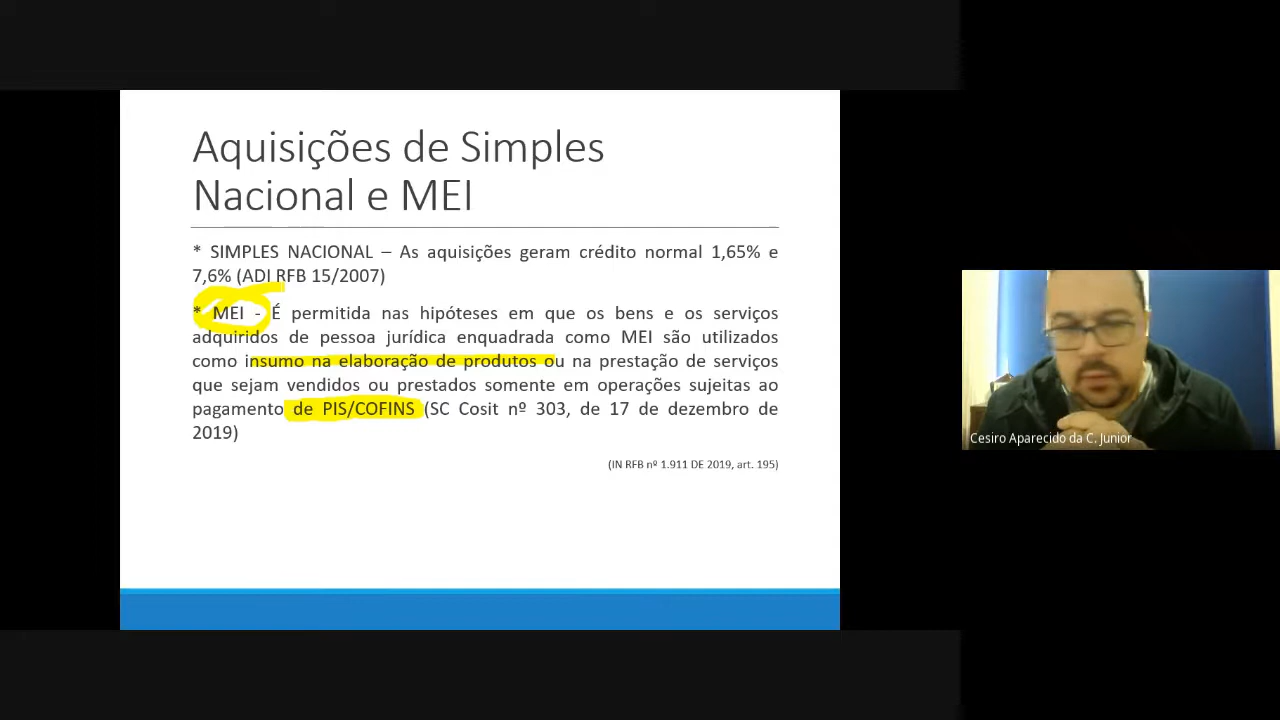 Aquisições de Simples
Nacional e MEI
* SIMPLES NACIONAL – As aquisições geram crédito normal 1,65% e
7,6% (ADI RFB 15/2007)
* MEI - É permitida nas hipóteses em que os bens e os serviços
adquiridos de pessoa jurídica enquadrada como MEI são utilizados
como insumo na elaboração de produtos ou na prestação de serviços
que sejam vendidos ou prestados somente em operações sujeitas ao
pagamento de PIS/COFINS (SC Cosit nº 303, de 17 de dezembro de
2019)
(IN RFB nº 1.911 DE 2019, art. 195)
Cesiro Aparecido da C. Junior